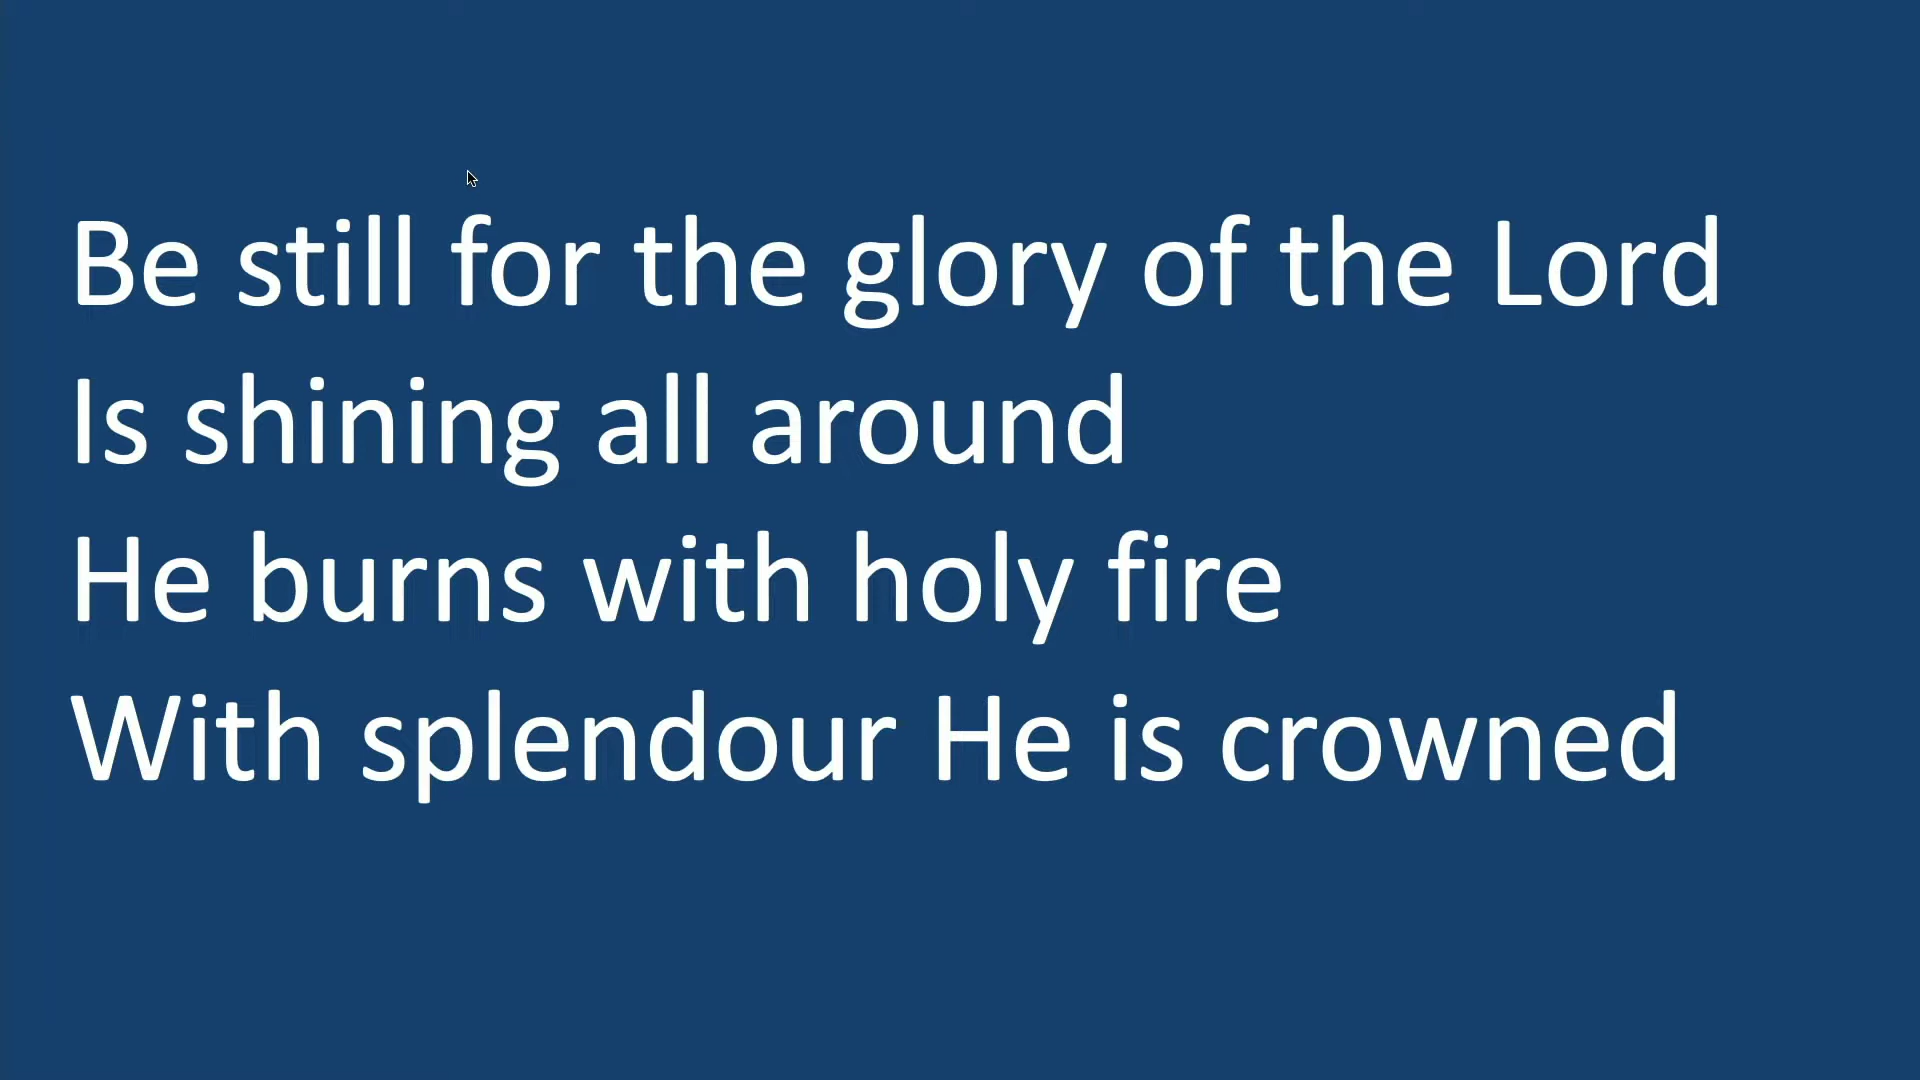 Be still for the glory of the Lord
Is shining all around
He burns with holy fire
With splendour He is crowned